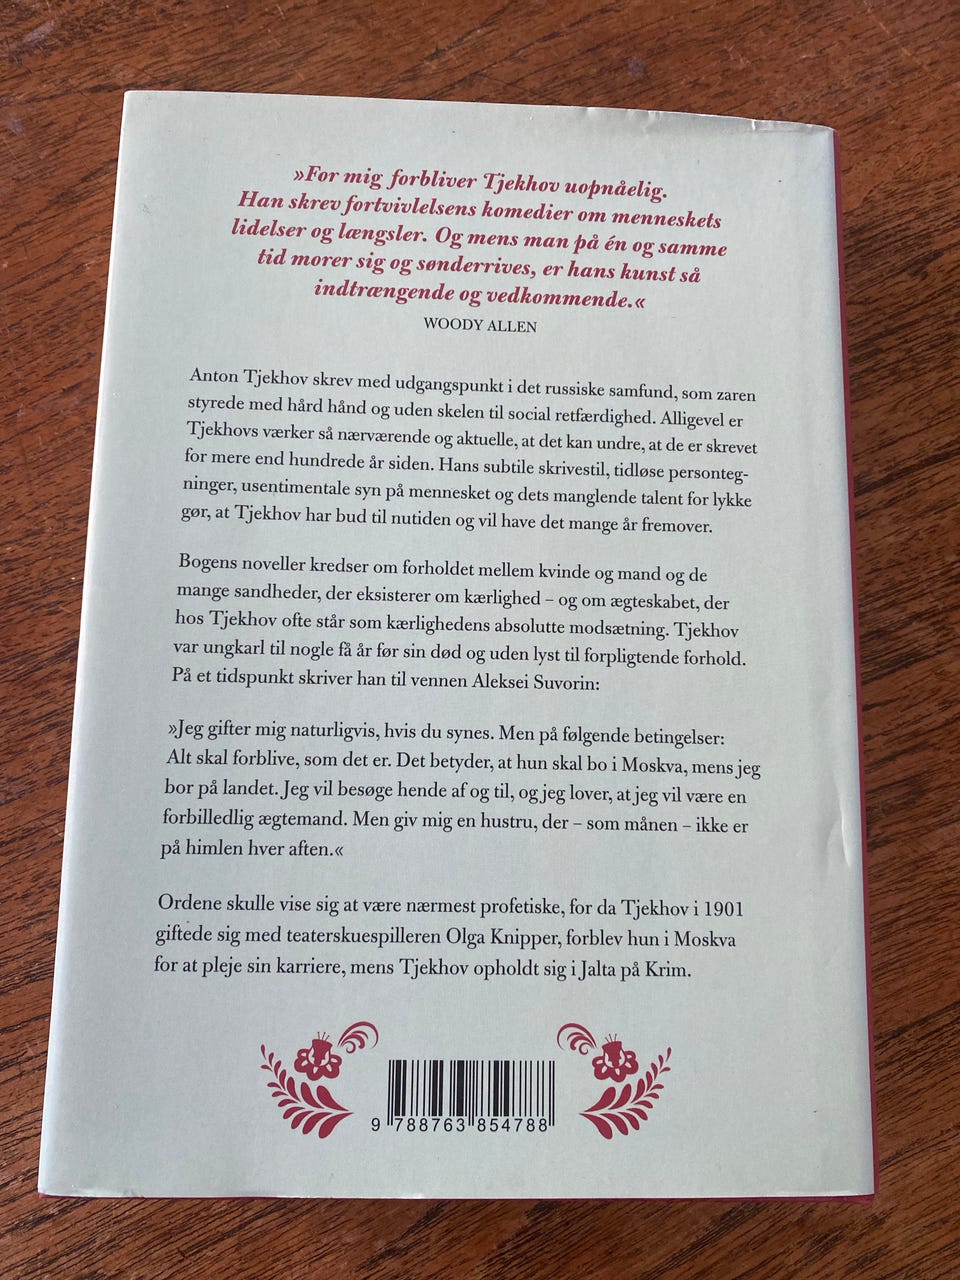 »For mig forbliver Tjekhov uopnåelig.
Han skrev fortvivlelsens komedier om menneskets
lidelser og længsler. Og mens man på én og samme
tid morer sig og sønderrives, er hans kunst så
indtrængende og vedkommende.«
WOODY ALLEN
Anton Tjekhov skrev med udgangspunkt i det russiske samfund, som zaren
styrede med hård hånd og uden skelen til social retfærdighed. Alligevel er
Tjekhovs værker så nærværende og aktuelle, at det kan undre, at de er skrevet
for mere end hundrede år siden. Hans subtile skrivestil, tidløse personteg-
ninger, usentimentale syn på mennesket og dets manglende talent for lykke
gør, at Tjekhov har bud til nutiden og vil have det mange år fremover.
Bogens noveller kredser om forholdet mellem kvinde og mand og de
mange sandheder, der eksisterer om kærlighed – og om ægteskabet, der
hos Tjekhov ofte står som kærlighedens absolutte modsætning. Tjekhov
var ungkarl til nogle få år før sin død og uden lyst til forpligtende forhold.
På et tidspunkt skriver han til vennen Aleksei Suvorin:
»Jeg gifter mig naturligvis, hvis du synes. Men på følgende betingelser:
Alt skal forblive, som det er. Det betyder, at hun skal bo i Moskva, mens jeg
bor på landet. Jeg vil besøge hende af og til, og jeg lover, at jeg vil være en
forbilledlig ægtemand. Men giv mig en hustru, der – som månen – ikke er
på himlen hver aften.«
Ordene skulle vise sig at være nærmest profetiske, for da Tjekhov i 1901
giftede sig med teaterskuespilleren Olga Knipper, forblev hun i Moskva
for at pleje sin karriere, mens Tjekhov opholdt sig i Jalta på Krim.
9 788763 854788